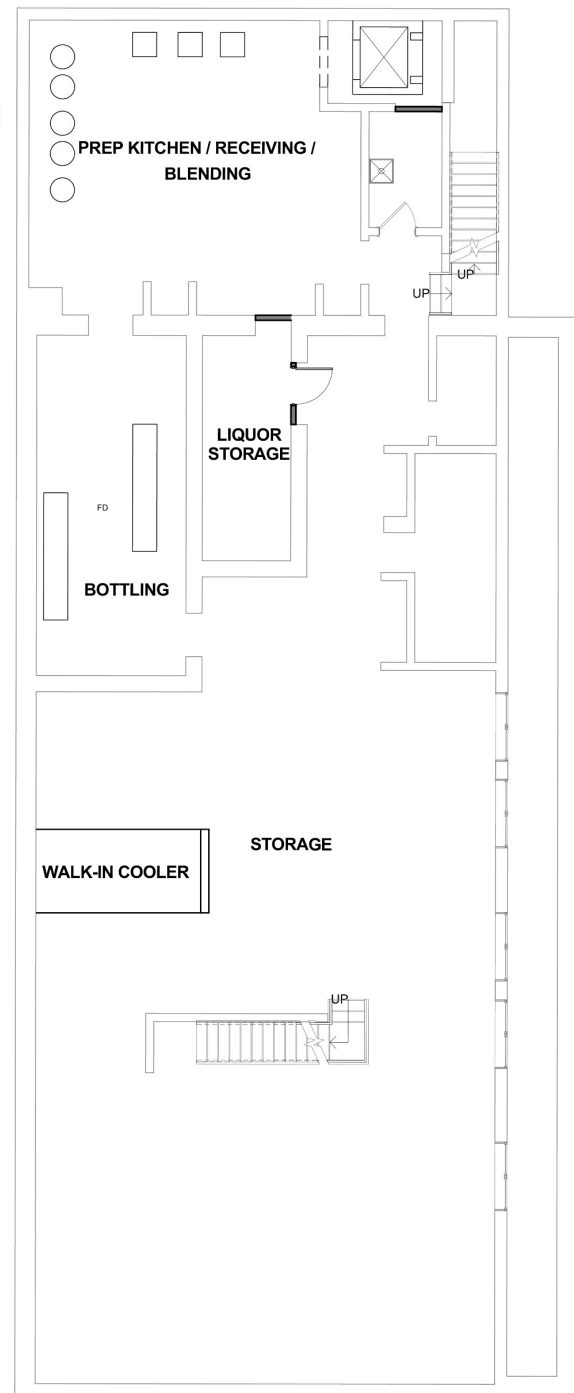 PREP KITCHEN / RECEIVING /
BLENDING
UP
UP
LIQUOR
STORAGE
FD
BOTTLING
STORAGE
WALK-IN COOLER
UP